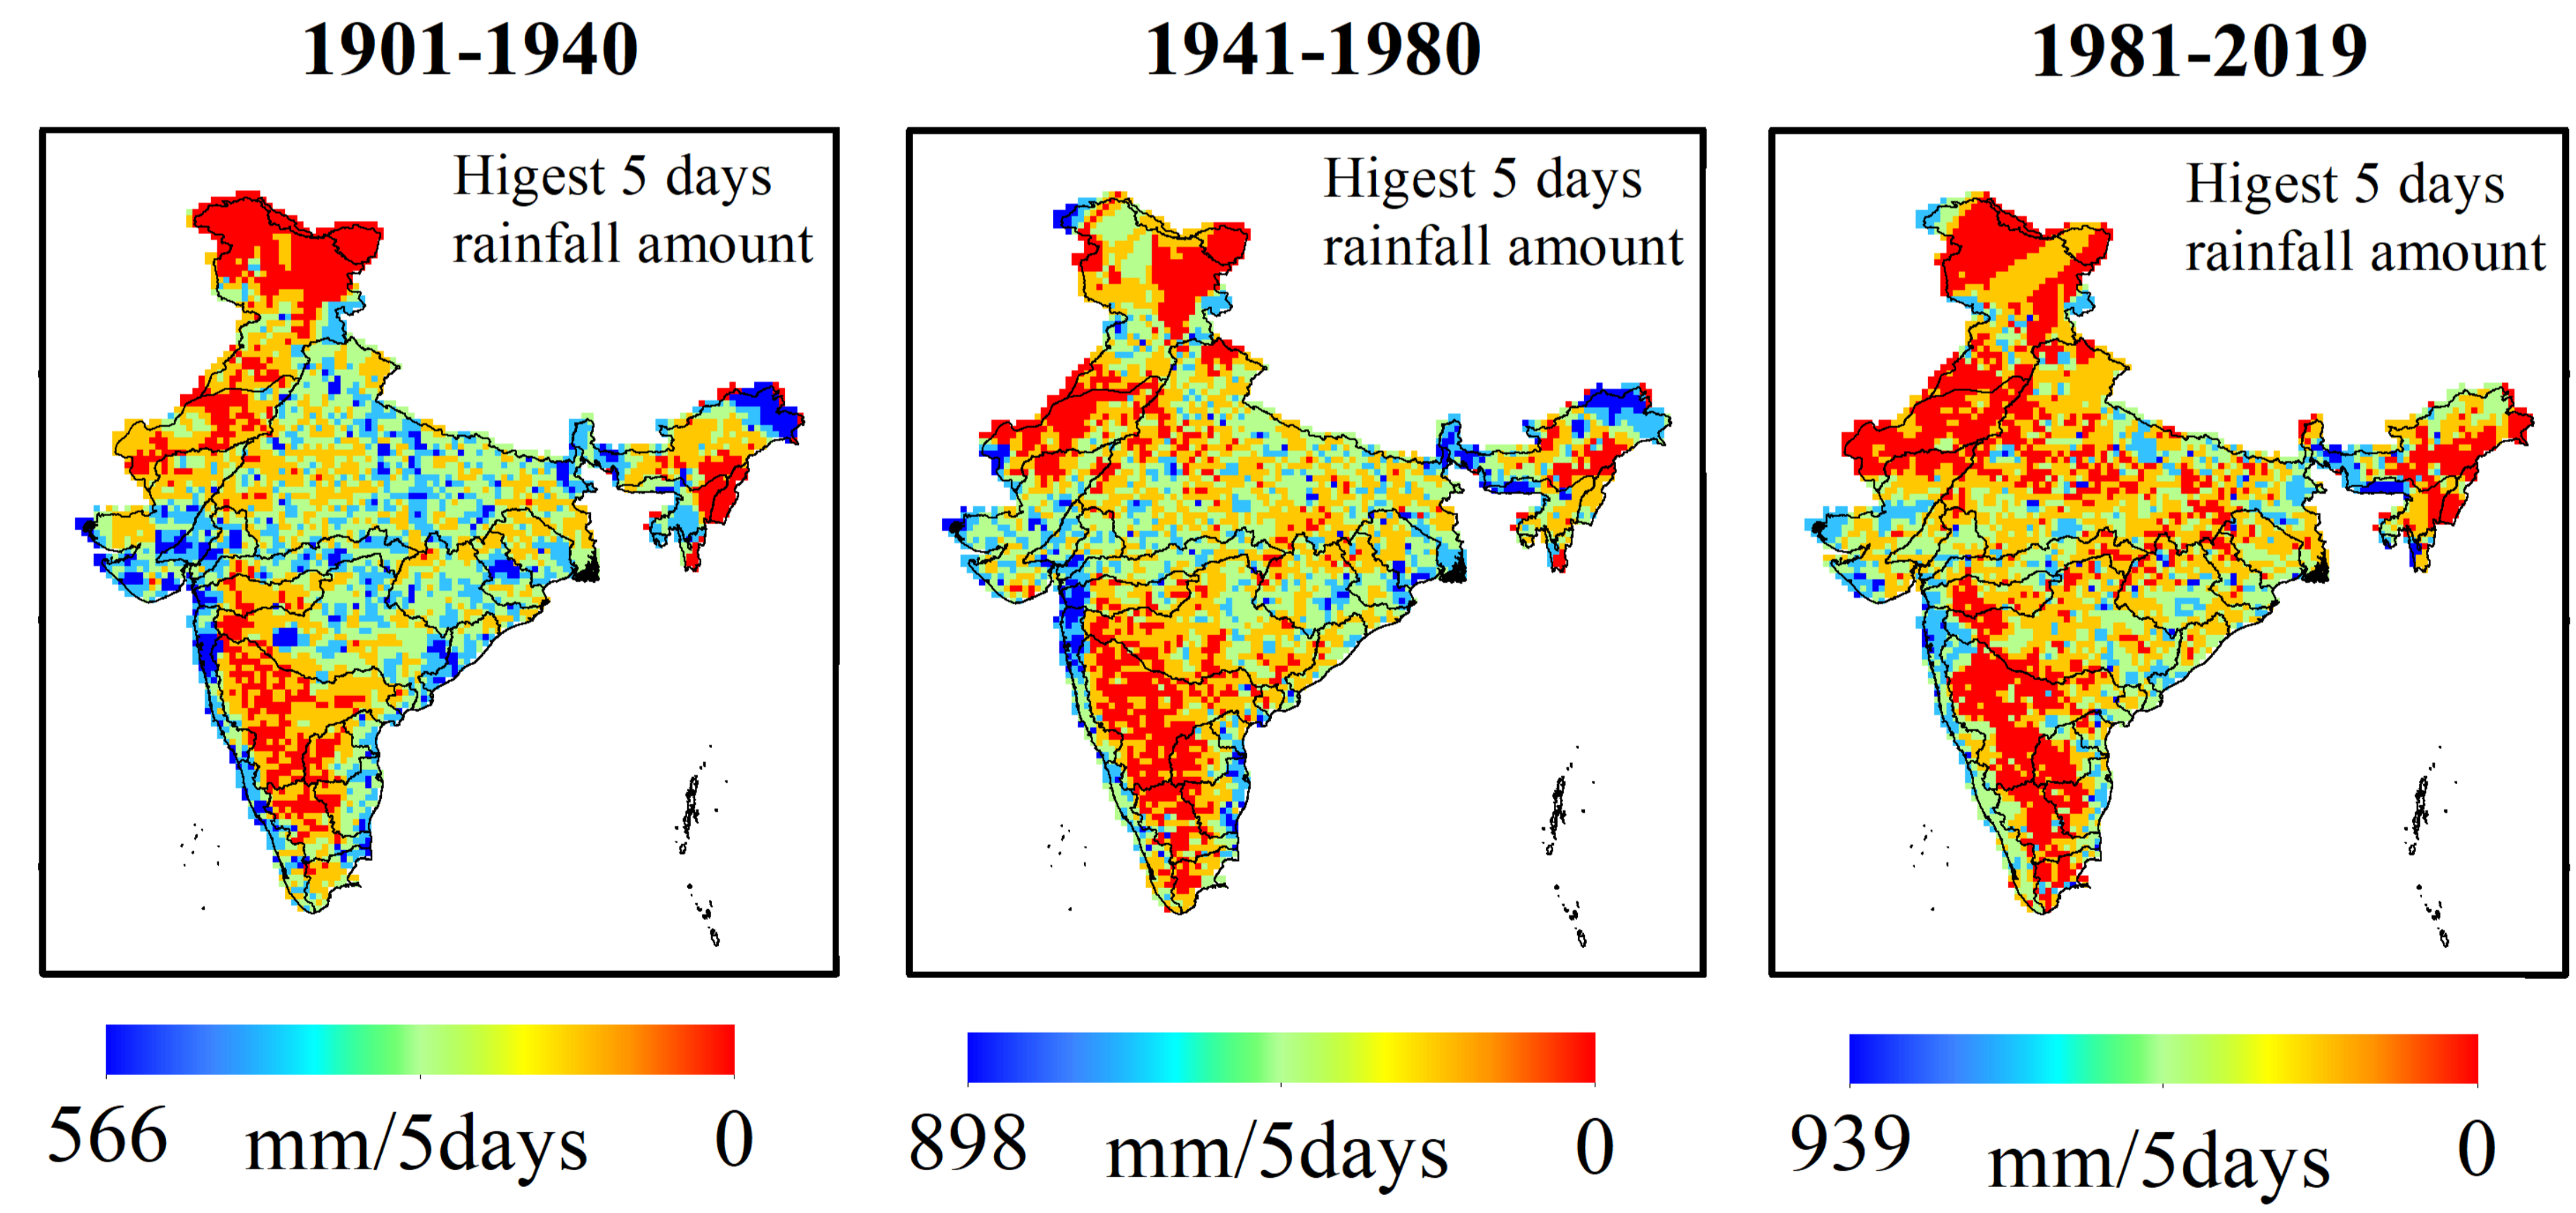 1901-1940
1941-1980
1981-2019
Higest 5 days
rainfall amount
Higest 5 days
rainfall amount
Higest 5 days
rainfall amount
566 mm/5days 0
898 mm/5days 0
939 mm/5days 0